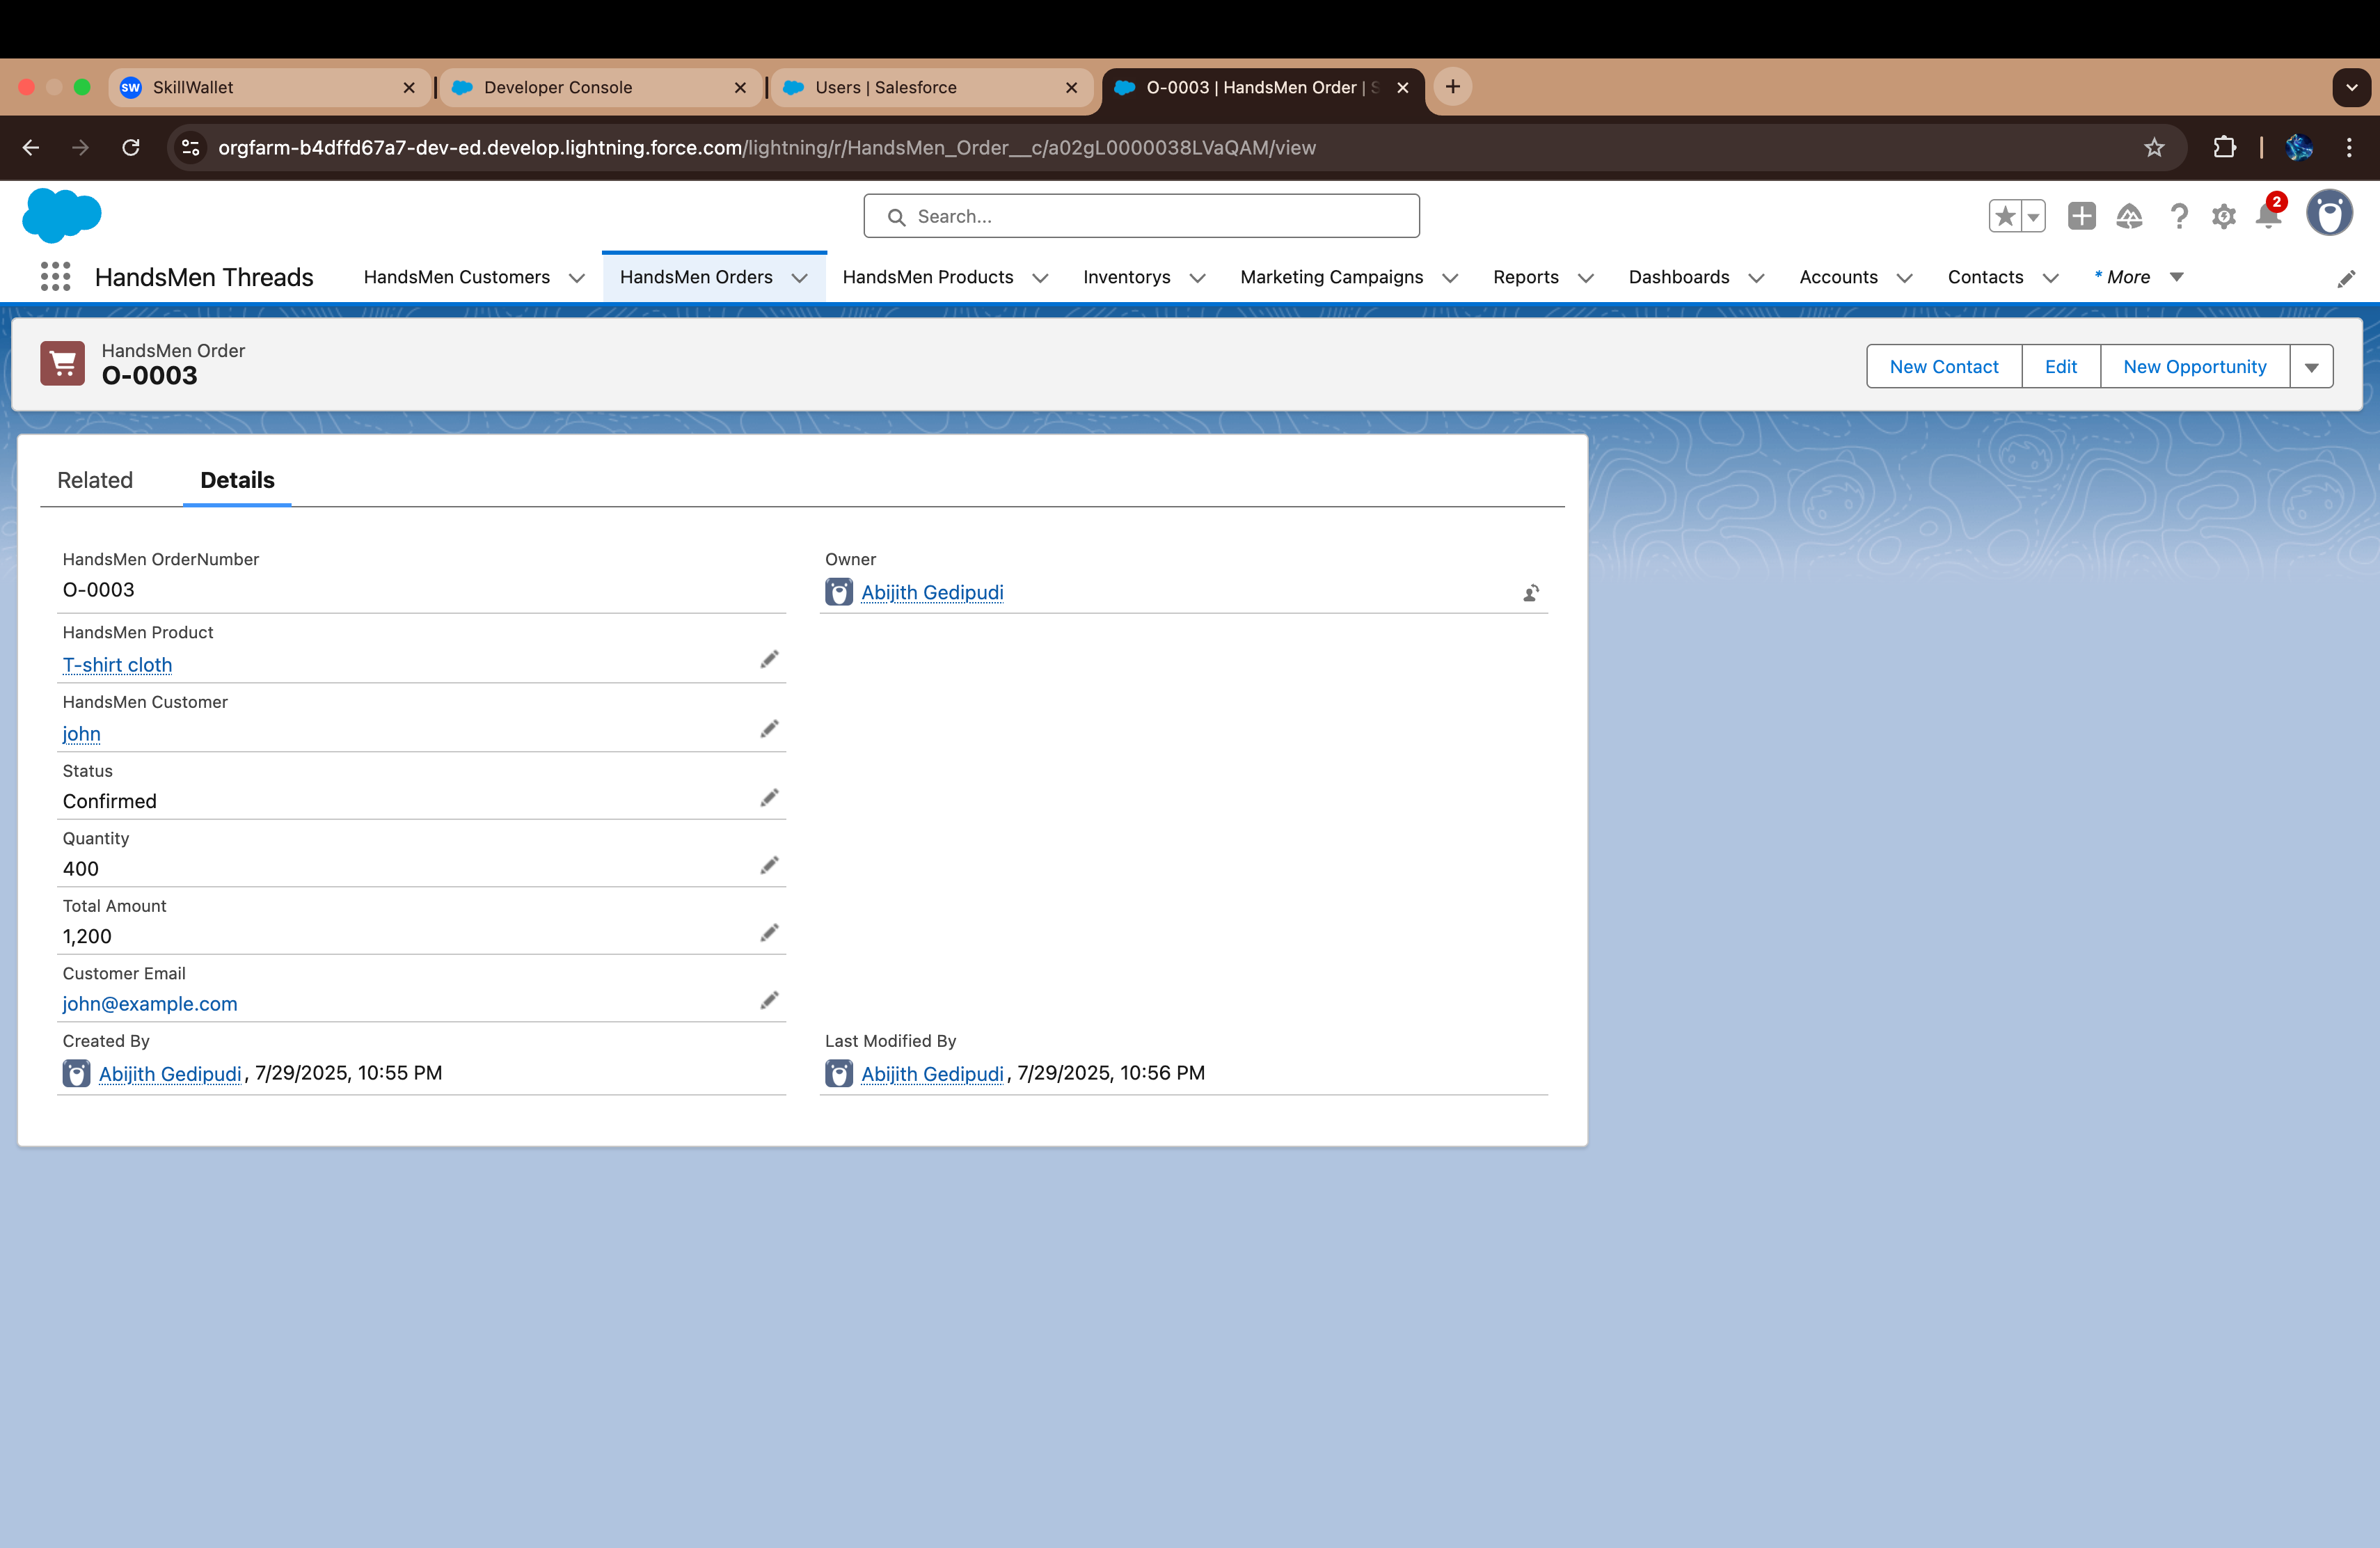 SW SkillWallet
Developer Console
Users | Salesforce
O-0003 | HandsMen Order | S
orgfarm-b4dffd67a7-dev-ed.develop.lightning.force.com/lightning/r/HandsMen_Order__c/a02gL0000038LVaQAM/view
Search...
2
HandsMen Threads
HandsMen Customers
HandsMen Orders
HandsMen Products
Inventorys
Marketing Campaigns
Reports
Dashboards
Accounts
Contacts
* More
HandsMen Order
O-0003
New Contact
Edit
New Opportunity
Related
Details
HandsMen OrderNumber
O-0003
Owner
Abijith Gedipudi
HandsMen Product
T-shirt cloth
HandsMen Customer
john
Status
Confirmed
Quantity
400
Total Amount
1,200
Customer Email
john@example.com
Created By
Abijith Gedipudi, 7/29/2025, 10:55 PM
Last Modified By
Abijith Gedipudi, 7/29/2025, 10:56 PM